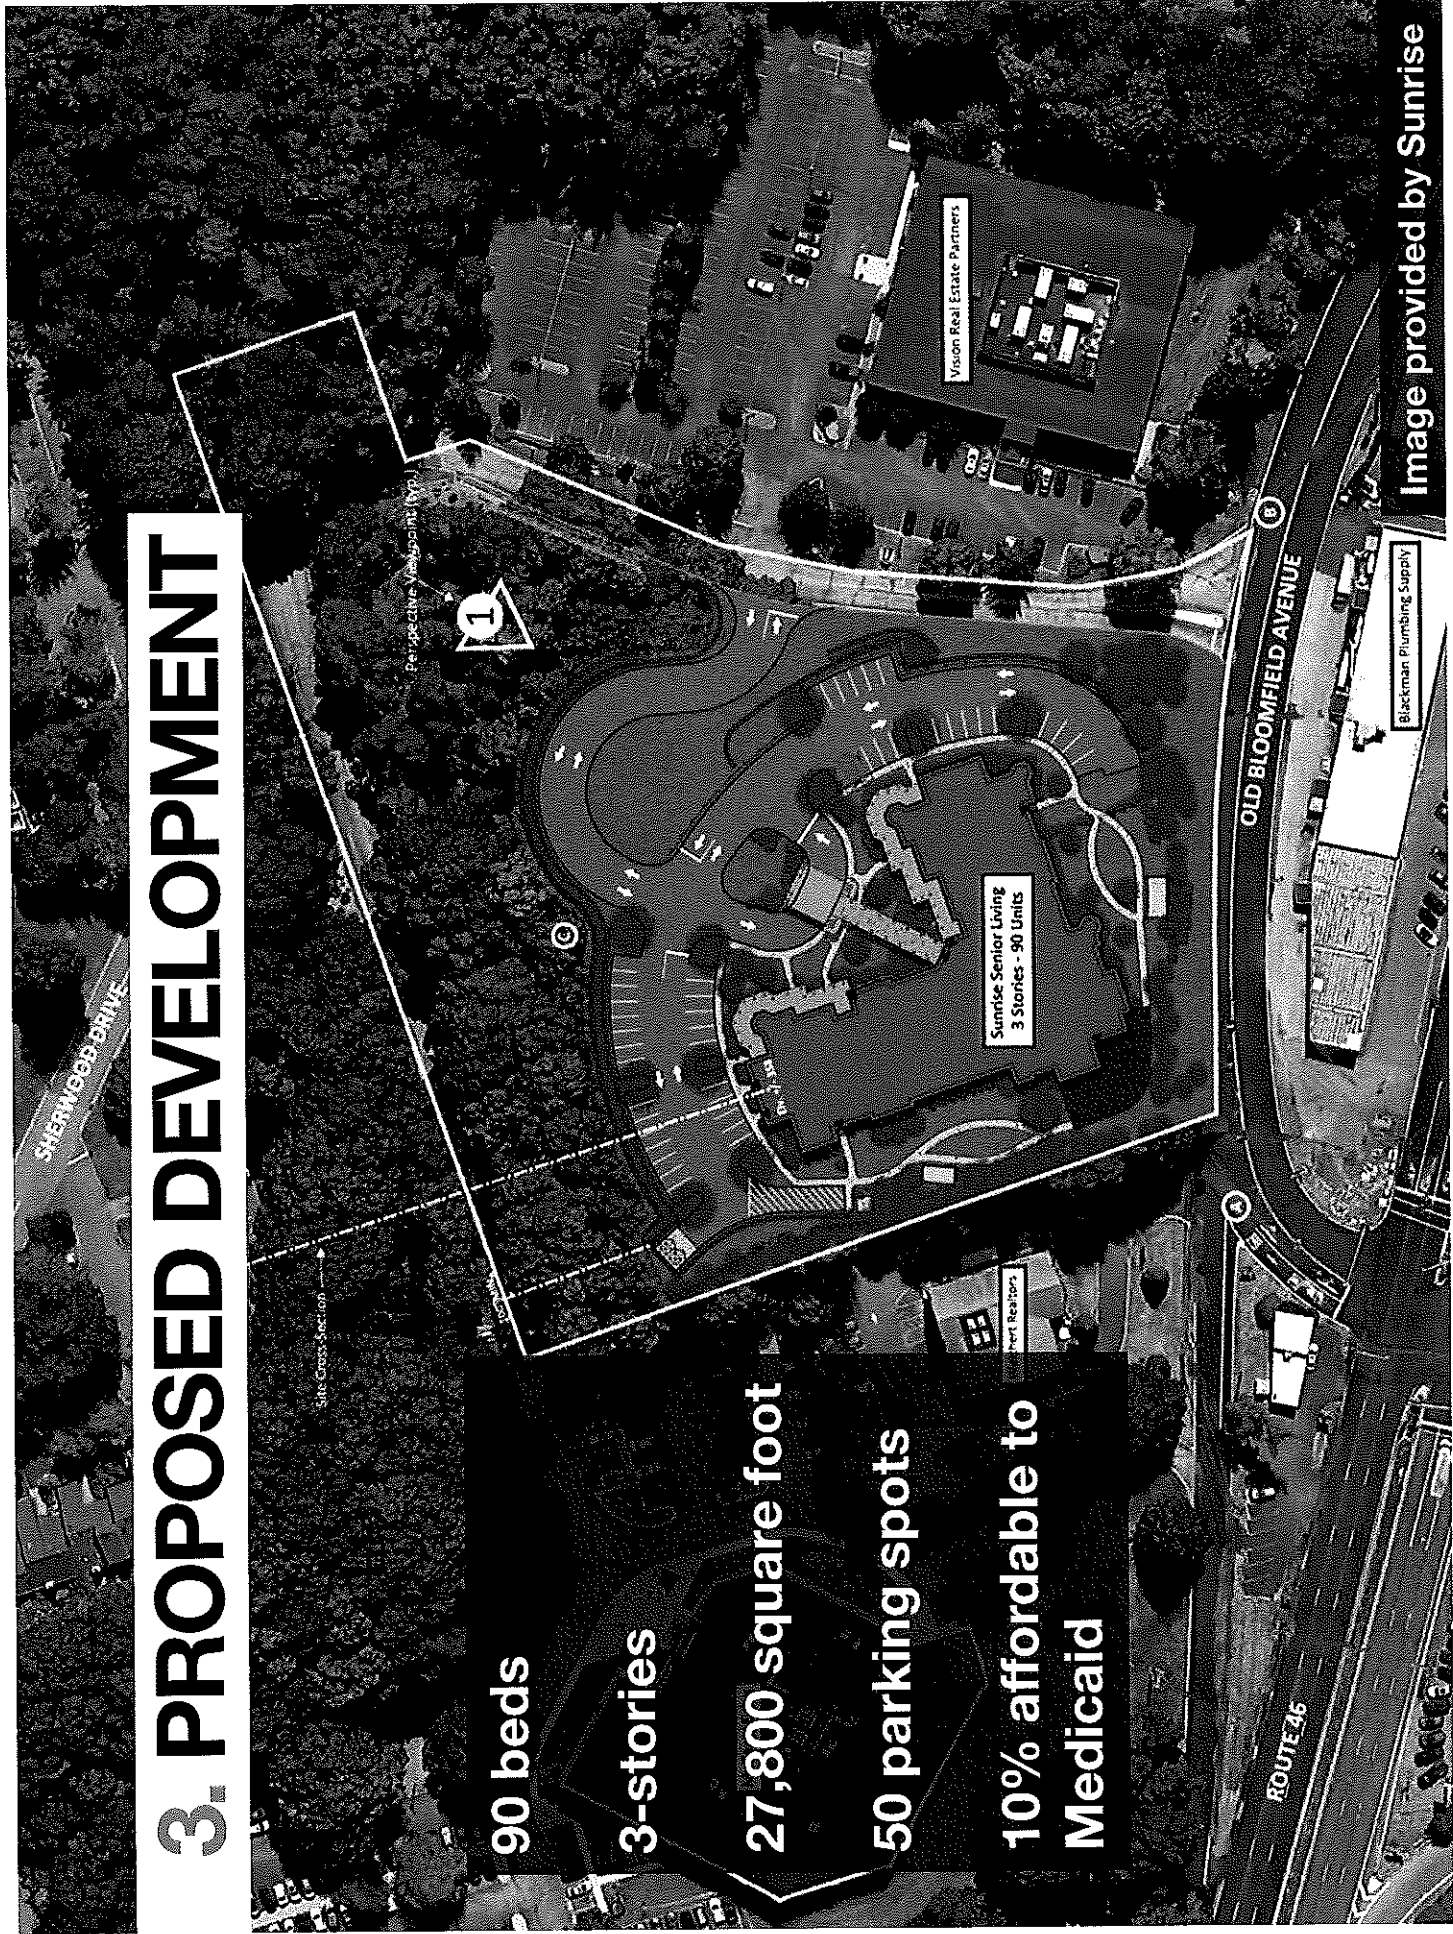 3. PROPOSED DEVELOPMENT
SHERWOOD DRIVE
Site Cross-Section
Perspective Viewpoint (typ.)
1
90 beds
3-stories
27,800 square foot
50 parking spots
10% affordable to
Medicaid
C
Sunrise Senior Living
3 Stories - 90 Units
Vision Real Estate Partners
hert Realtors
A
B
OLD BLOOMFIELD AVENUE
Blackman Plumbing Supply
ROUTE 46
Image provided by Sunrise